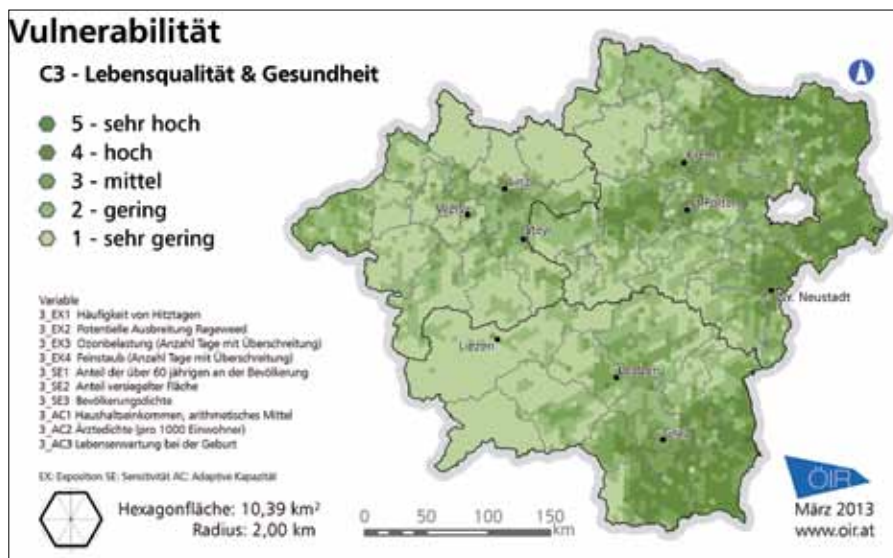 Vulnerabilität
C3 - Lebensqualität & Gesundheit
5 - sehr hoch
4 - hoch
3 - mittel
2 - gering
1 - sehr gering
Variable
3_EX1 Häufigkeit von Hitztagen
3_EX2 Potentielle Ausbreitung Rageweed
3_EX3 Ozonbelastung (Anzahl Tage mit Überschreitung)
3_EX4 Feinstaub (Anzahl Tage mit Überschreitung)
3_SE1 Anteil der über 60 jährigen an der Bevölkerung
3_SE2 Anteil versiegelter Fläche
3_SE3 Bevölkerungsdichte
3_AC1 Haushaltseinkommen, arithmetisches Mittel
3_AC2 Ärztedichte (pro 1000 Einwohner)
3_AC3 Lebenserwartung bei der Geburt
EX: Exposition SE: Sensitivität AC: Adaptive Kapazität
Hexagonfläche: 10,39 km²
Radius: 2,00 km
0 50 100 150
km
Krems
Linz
Wels
St. Pölten
Steyr
Wr. Neustadt
Liezen
Leoben
Graz
ÖIR
März 2013
www.oir.at